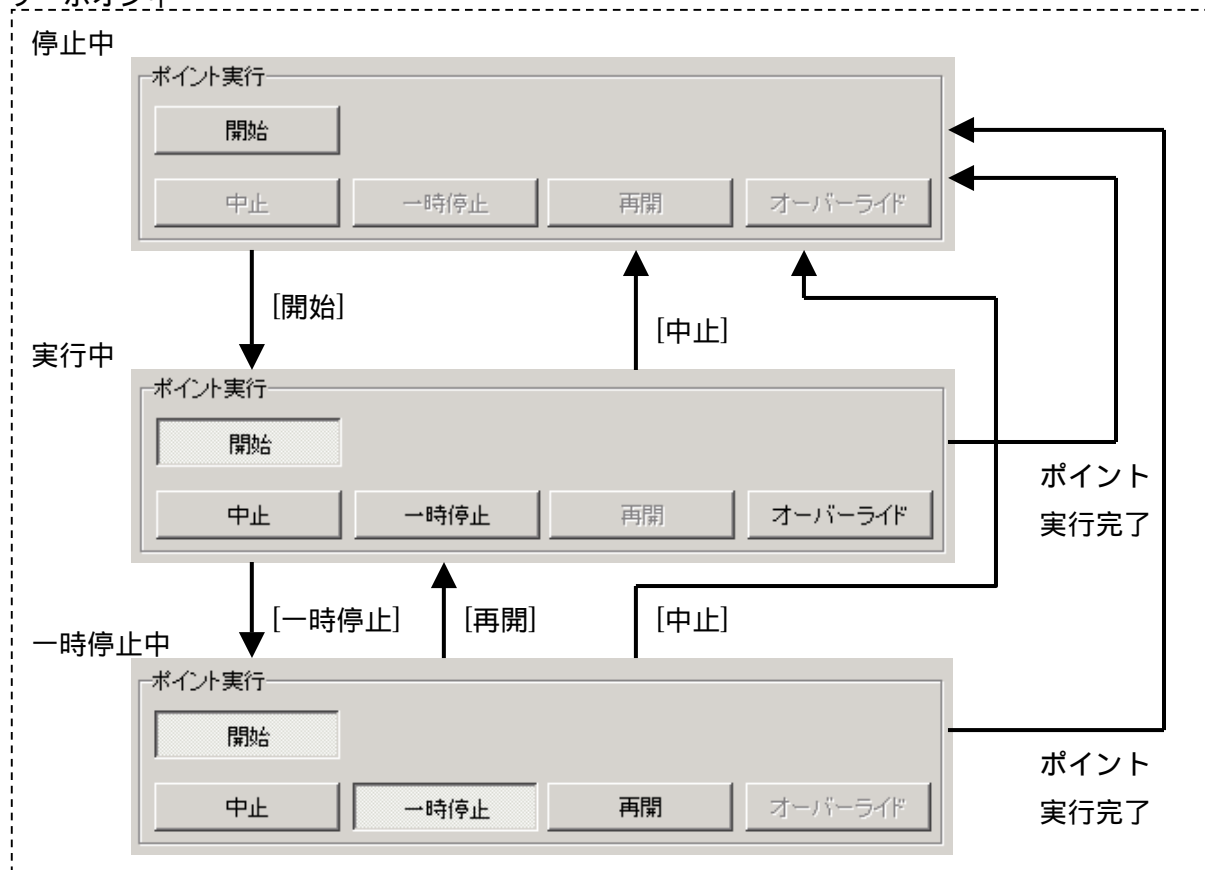 停止中
ポイント実行
開始
中止 一時停止 再開 オーバーライド
[開始]
[中止]
実行中
ポイント実行
開始
中止 一時停止 再開 オーバーライド
ポイント
実行完了
[一時停止] [再開] [中止]
一時停止中
ポイント実行
開始
中止 一時停止 再開 オーバーライド
ポイント
実行完了